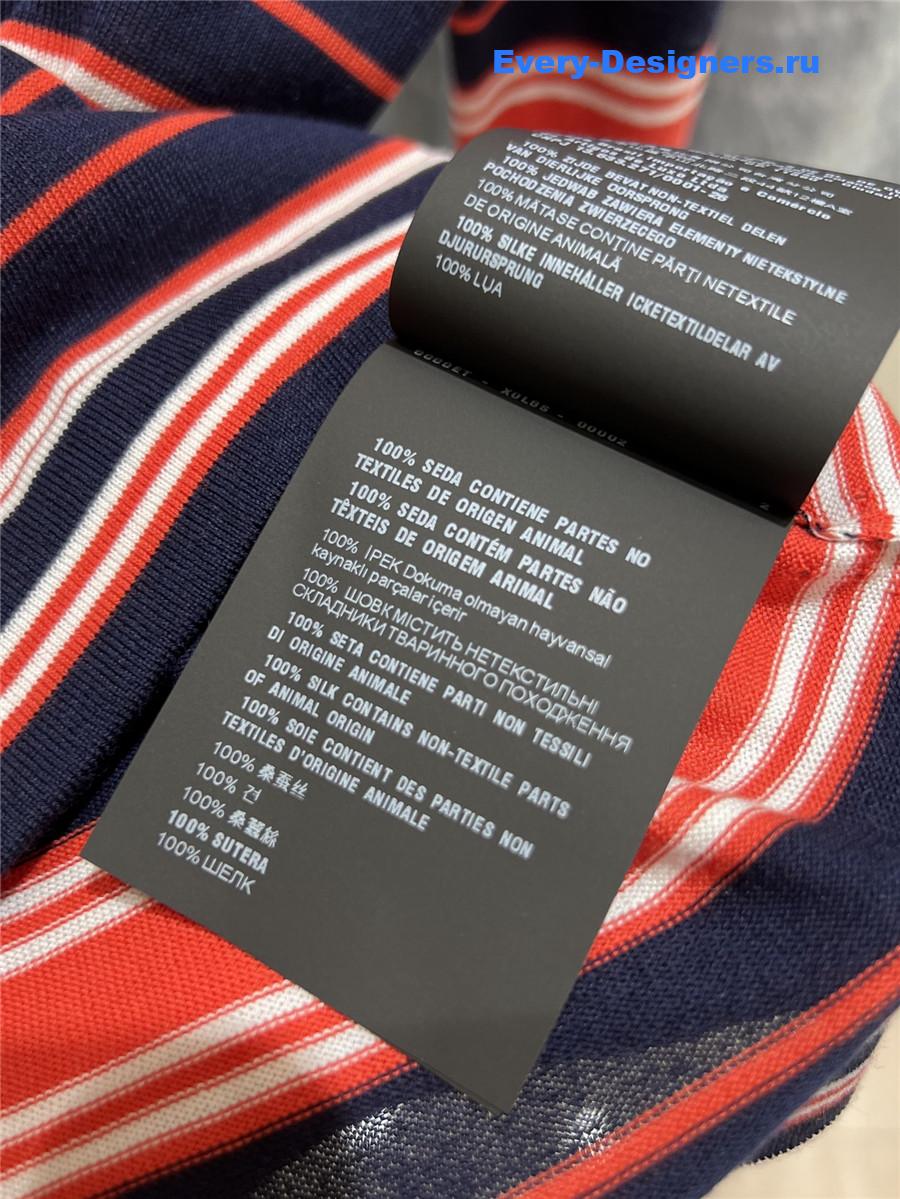 Every-Designers.ru
100% ZIJDE BEVAT NON-TEXTIEL DELEN
VAN DIERLIJKE OORSPRONG
100% JEDWAB ZAWIERA ELEMENTY NIETEKSTYLNE
POCHODZENIA ZWIERZECEGO
100% MĂTASE CONȚINE PĂRȚI NETEXTILE
DE ORIGINE ANIMALĂ
100% SILKE INNEHÅLLER ICKETEXTILDELAR AV
DJURURSPRUNG
100% LỤA
- XULBS - 00002
2
100% SEDA CONTIENE PARTES NO
TEXTILES DE ORIGEN ANIMAL
100% SEDA CONTÉM PARTES NÃO
TÊXTEIS DE ORIGEM ARIMAL
100% İPEK Dokuma olmayan hayvansal
kaynaklı parçalar içerir
100% ШОВК МІСТИТЬ НЕТЕКСТИЛЬНІ
СКЛАДНИКИ ТВАРИННОГО ПОХОДЖЕННЯ
100% SETA CONTIENE PARTI NON TESSILI
DI ORIGINE ANIMALE
100% SILK CONTAINS NON-TEXTILE PARTS
OF ANIMAL ORIGIN
100% SOIE CONTIENT DES PARTIES NON
TEXTILES D'ORIGINE ANIMALE
100% 桑蚕丝
100% 견
100% 桑蠶絲
100% SUTERA
100% ШЕЛК